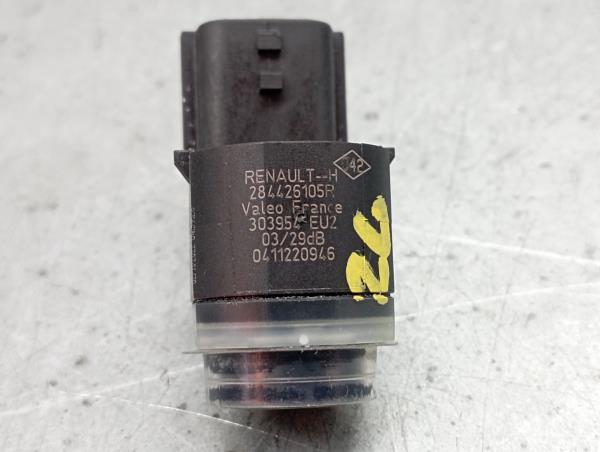 RENAULT--H
284426105R
Valeo France
303954-EU2
03/29dB
0411220946